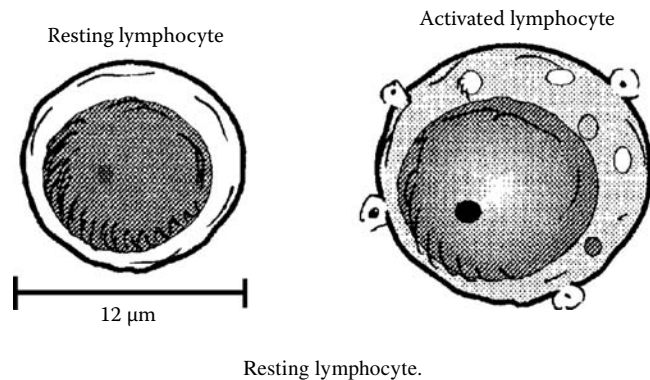 Resting lymphocyte
Activated lymphocyte
12 μm
Resting lymphocyte.